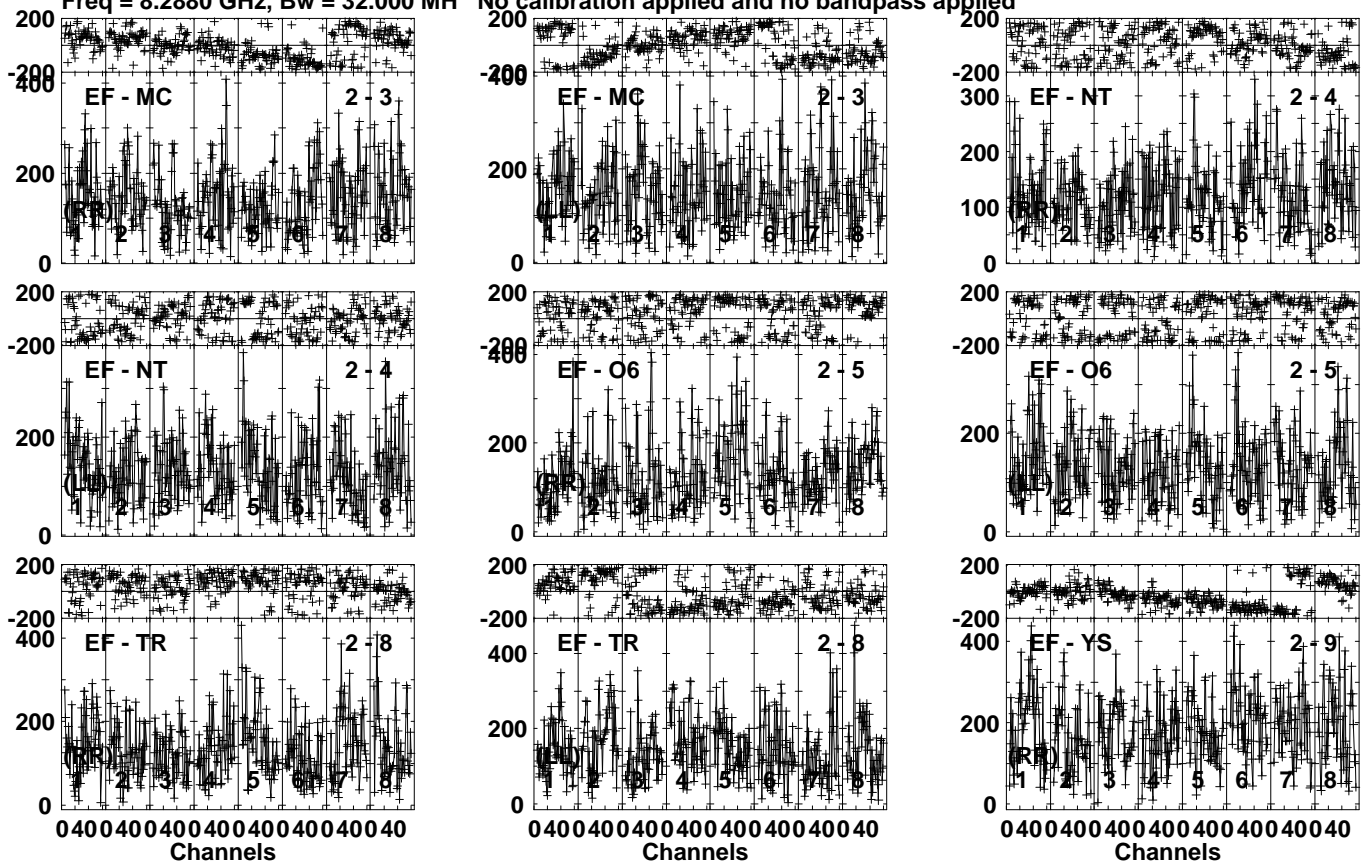 Freq = 8.2880 GHz, Bw = 32.000 MH No calibration applied and no bandpass applied
200
-200
400
200
0
EF - MC 2 - 3
(RR)
1 2 3 4 5 6 7 8
200
-200
400
200
0
EF - MC 2 - 3
(LL)
1 2 3 4 5 6 7 8
200
-200
300
200
100
0
EF - NT 2 - 4
(RR)
1 2 3 4 5 6 7 8
200
-200
200
0
EF - NT 2 - 4
(LL)
1 2 3 4 5 6 7 8
200
-200
400
200
0
EF - O6 2 - 5
(RR)
1 2 3 4 5 6 7 8
200
-200
200
0
EF - O6 2 - 5
(LL)
1 2 3 4 5 6 7 8
200
-200
400
200
0
EF - TR 2 - 8
(RR)
1 2 3 4 5 6 7 8
0 40 0 40 0 40 0 40 0 40 0 40 0 40 0 40
Channels
200
-200
400
200
0
EF - TR 2 - 8
(LL)
1 2 3 4 5 6 7 8
0 40 0 40 0 40 0 40 0 40 0 40 0 40 0 40
Channels
200
-200
400
200
0
EF - YS 2 - 9
(RR)
1 2 3 4 5 6 7 8
0 40 0 40 0 40 0 40 0 40 0 40 0 40 0 40
Channels